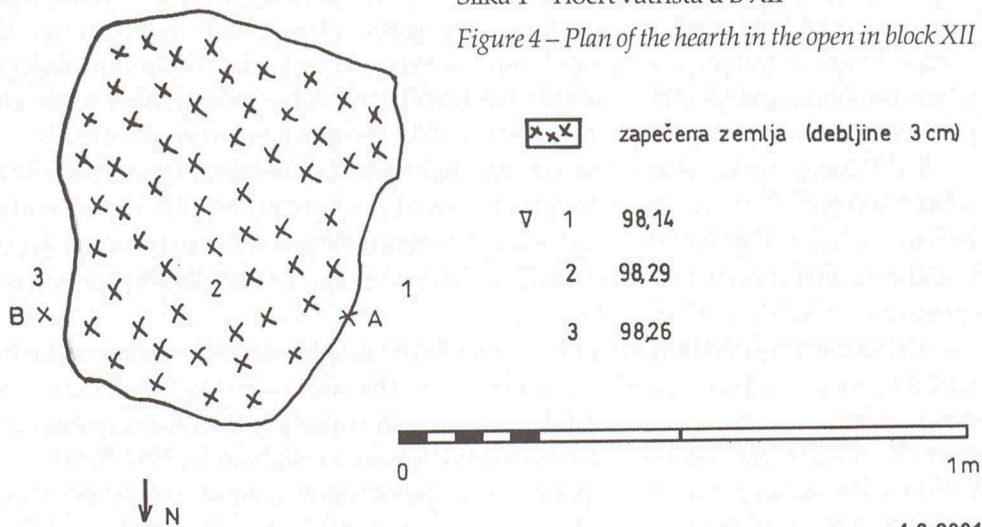 Figure 4 – Plan of the hearth in the open in block XII
zapečena zemlja (debljine 3 cm)
∇ 1 98,14
2 98,29
3 98,26
3
2
1
B
A
0
1m
N